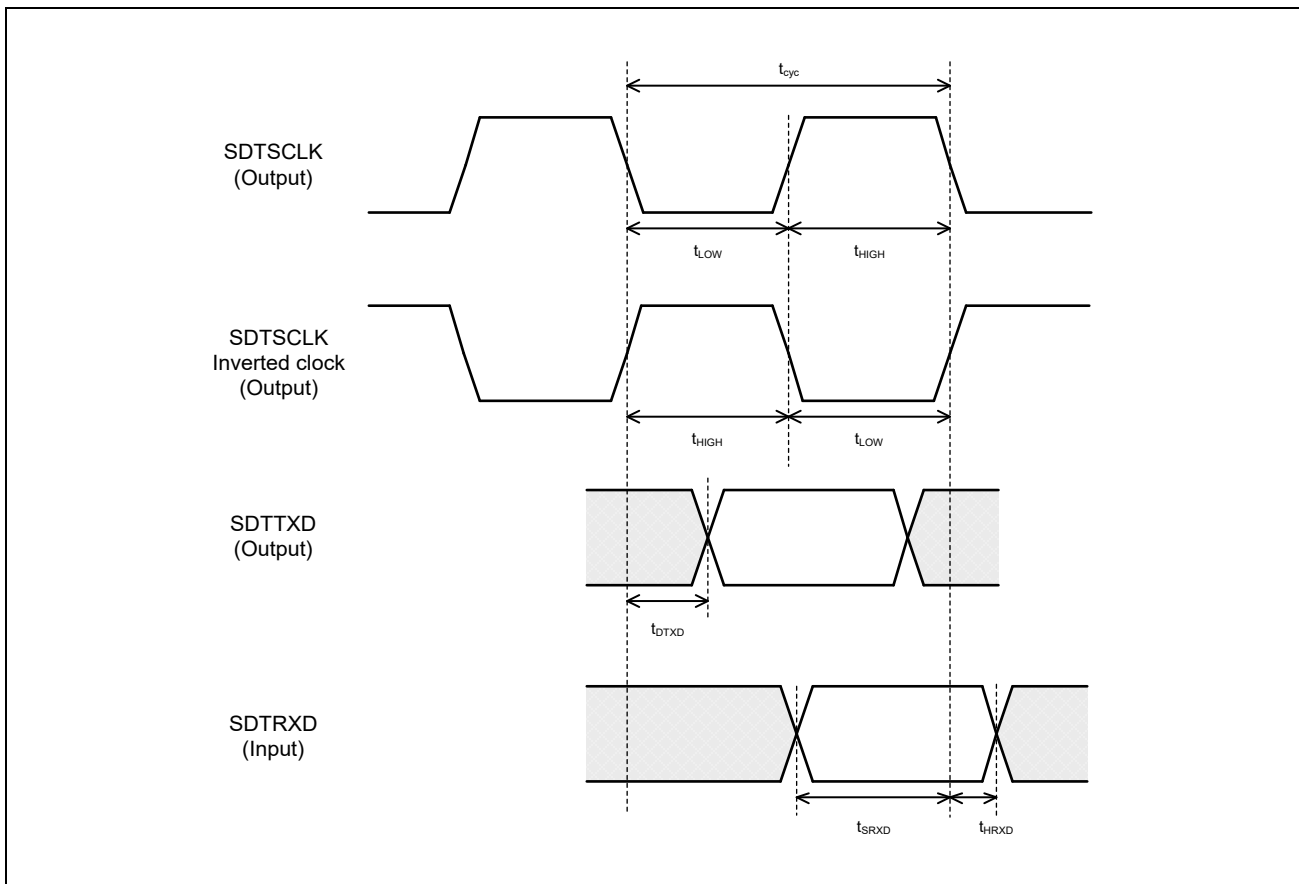 tcyc
SDTSCLK
(Output)
tLOW
tHIGH
SDTSCLK
Inverted clock
(Output)
tHIGH
tLOW
SDTTXD
(Output)
tDTXD
SDTRXD
(Input)
tSRXD
tHRXD